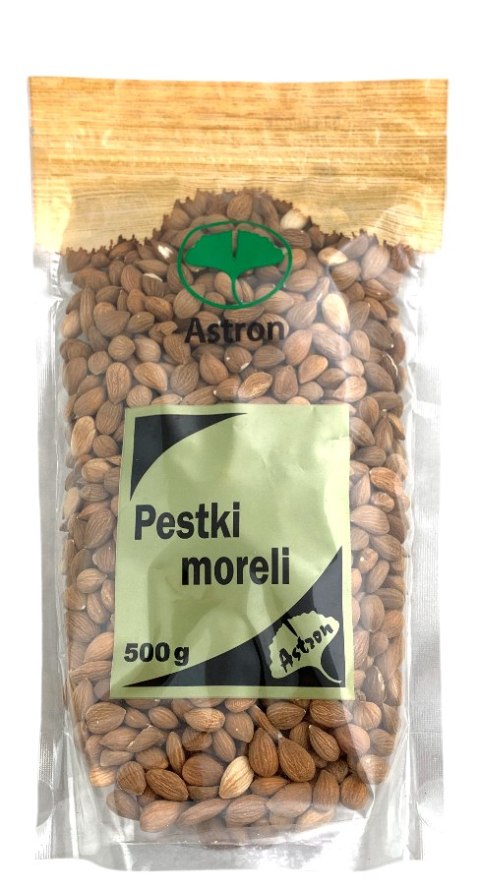 Astron
Pestki
moreli
500 g
Astron